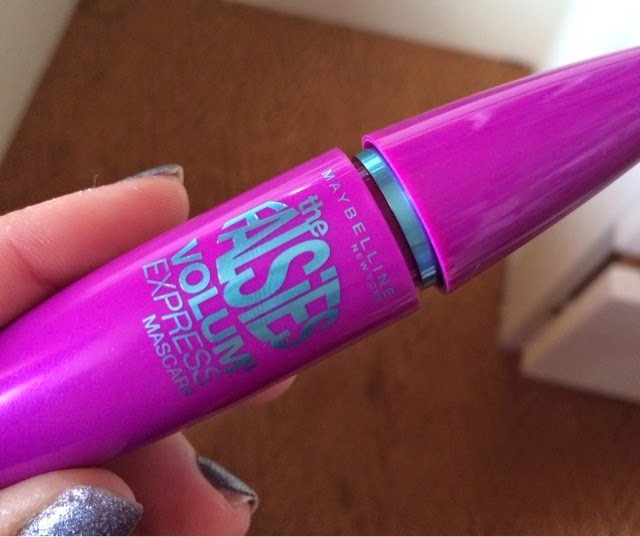 MAYBELLINE
NEW YORK
the
FALSIES
VOLUM'
EXPRESS
MASCARA